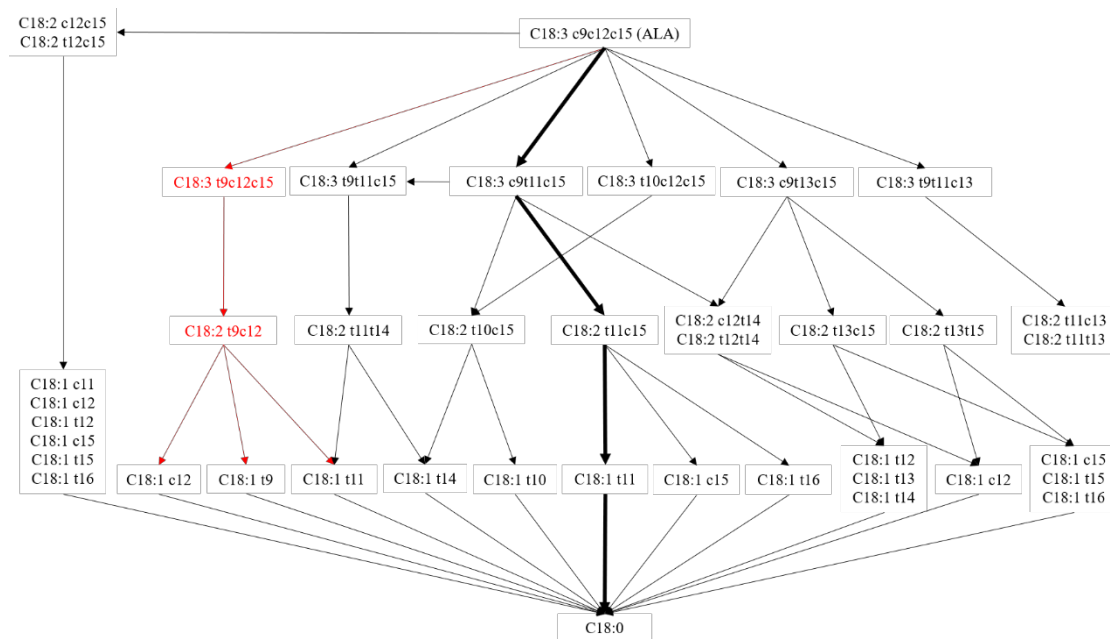 C18:2 c12c15
C18:2 t12c15
C18:3 c9c12c15 (ALA)
C18:3 t9c12c15
C18:3 t9t11c15
C18:3 c9t11c15
C18:3 t10c12c15
C18:3 c9t13c15
C18:3 t9t11c13
C18:2 t9c12
C18:2 t11t14
C18:2 t10c15
C18:2 t11c15
C18:2 c12t14
C18:2 t12t14
C18:2 t13c15
C18:2 t13t15
C18:2 t11c13
C18:2 t11t13
C18:1 c11
C18:1 c12
C18:1 t12
C18:1 c15
C18:1 t15
C18:1 t16
C18:1 c12
C18:1 t9
C18:1 t11
C18:1 t14
C18:1 t10
C18:1 t11
C18:1 c15
C18:1 t16
C18:1 t12
C18:1 t13
C18:1 t14
C18:1 c12
C18:1 c15
C18:1 t15
C18:1 t16
C18:0